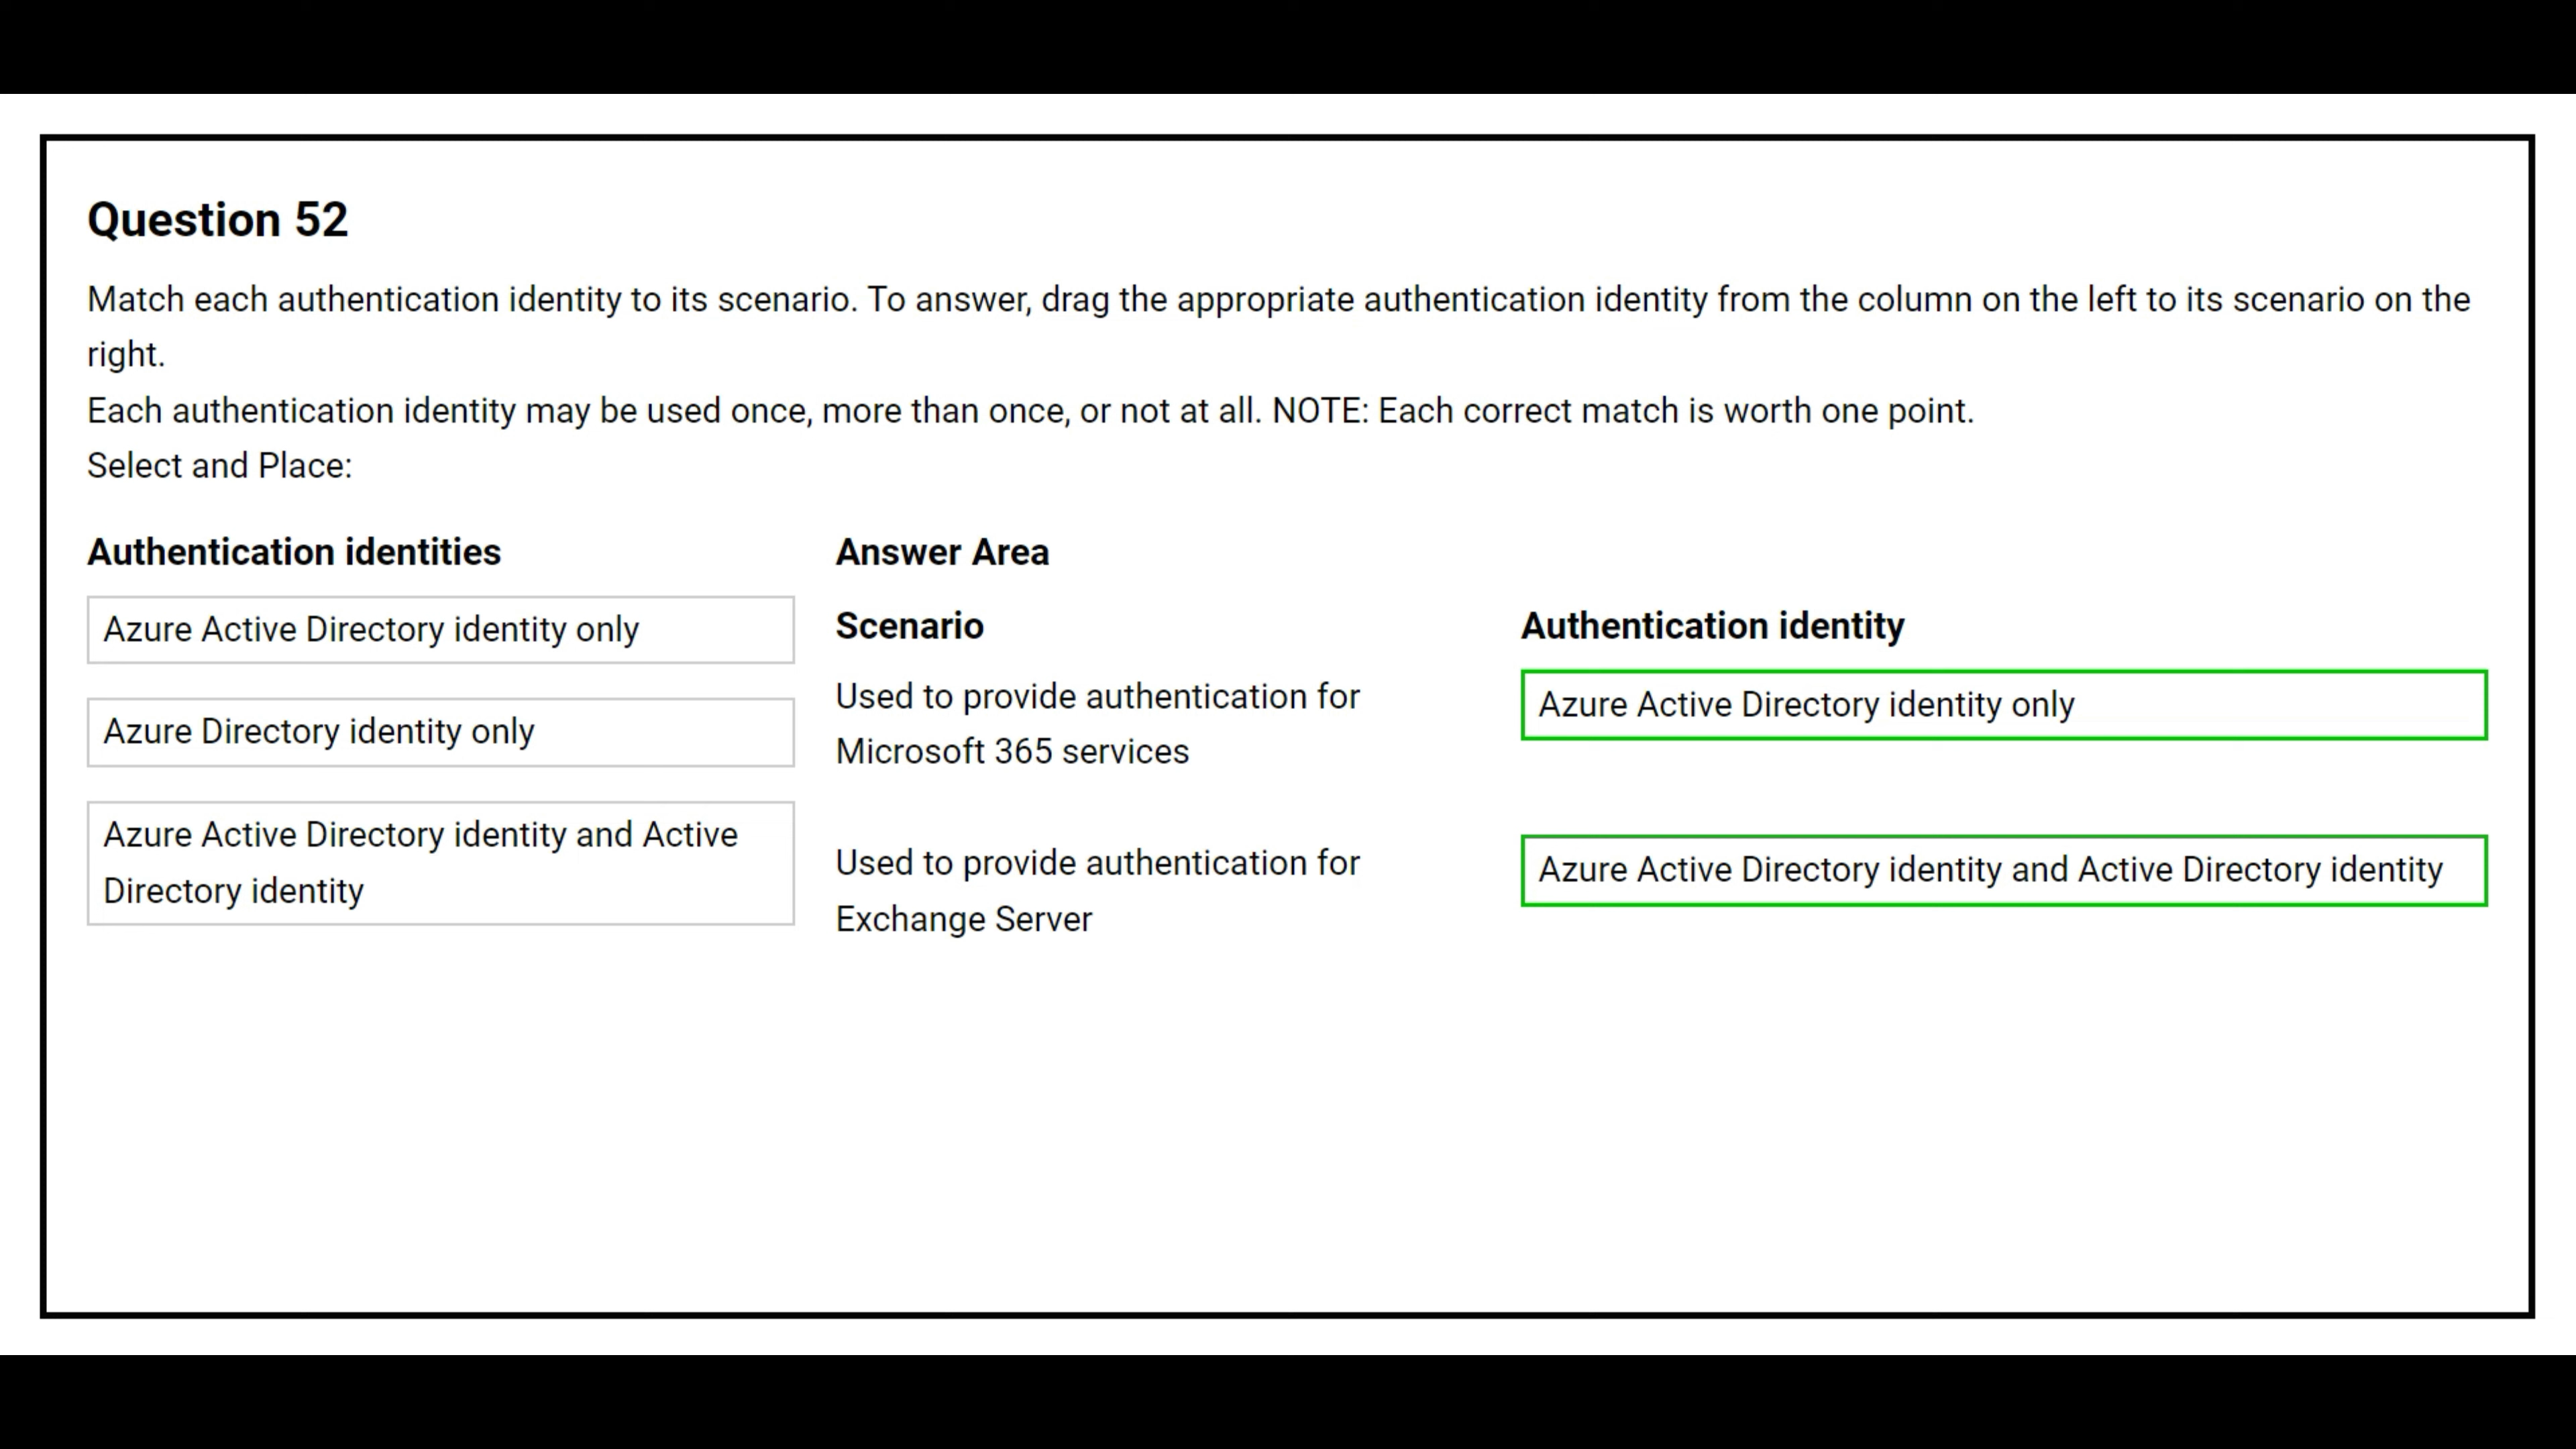 Question 52
Match each authentication identity to its scenario. To answer, drag the appropriate authentication identity from the column on the left to its scenario on the
right.
Each authentication identity may be used once, more than once, or not at all. NOTE: Each correct match is worth one point.
Select and Place:
Authentication identities
Azure Active Directory identity only
Azure Directory identity only
Azure Active Directory identity and Active
Directory identity
Answer Area
Scenario
Used to provide authentication for
Microsoft 365 services
Used to provide authentication for
Exchange Server
Authentication identity
Azure Active Directory identity only
Azure Active Directory identity and Active Directory identity